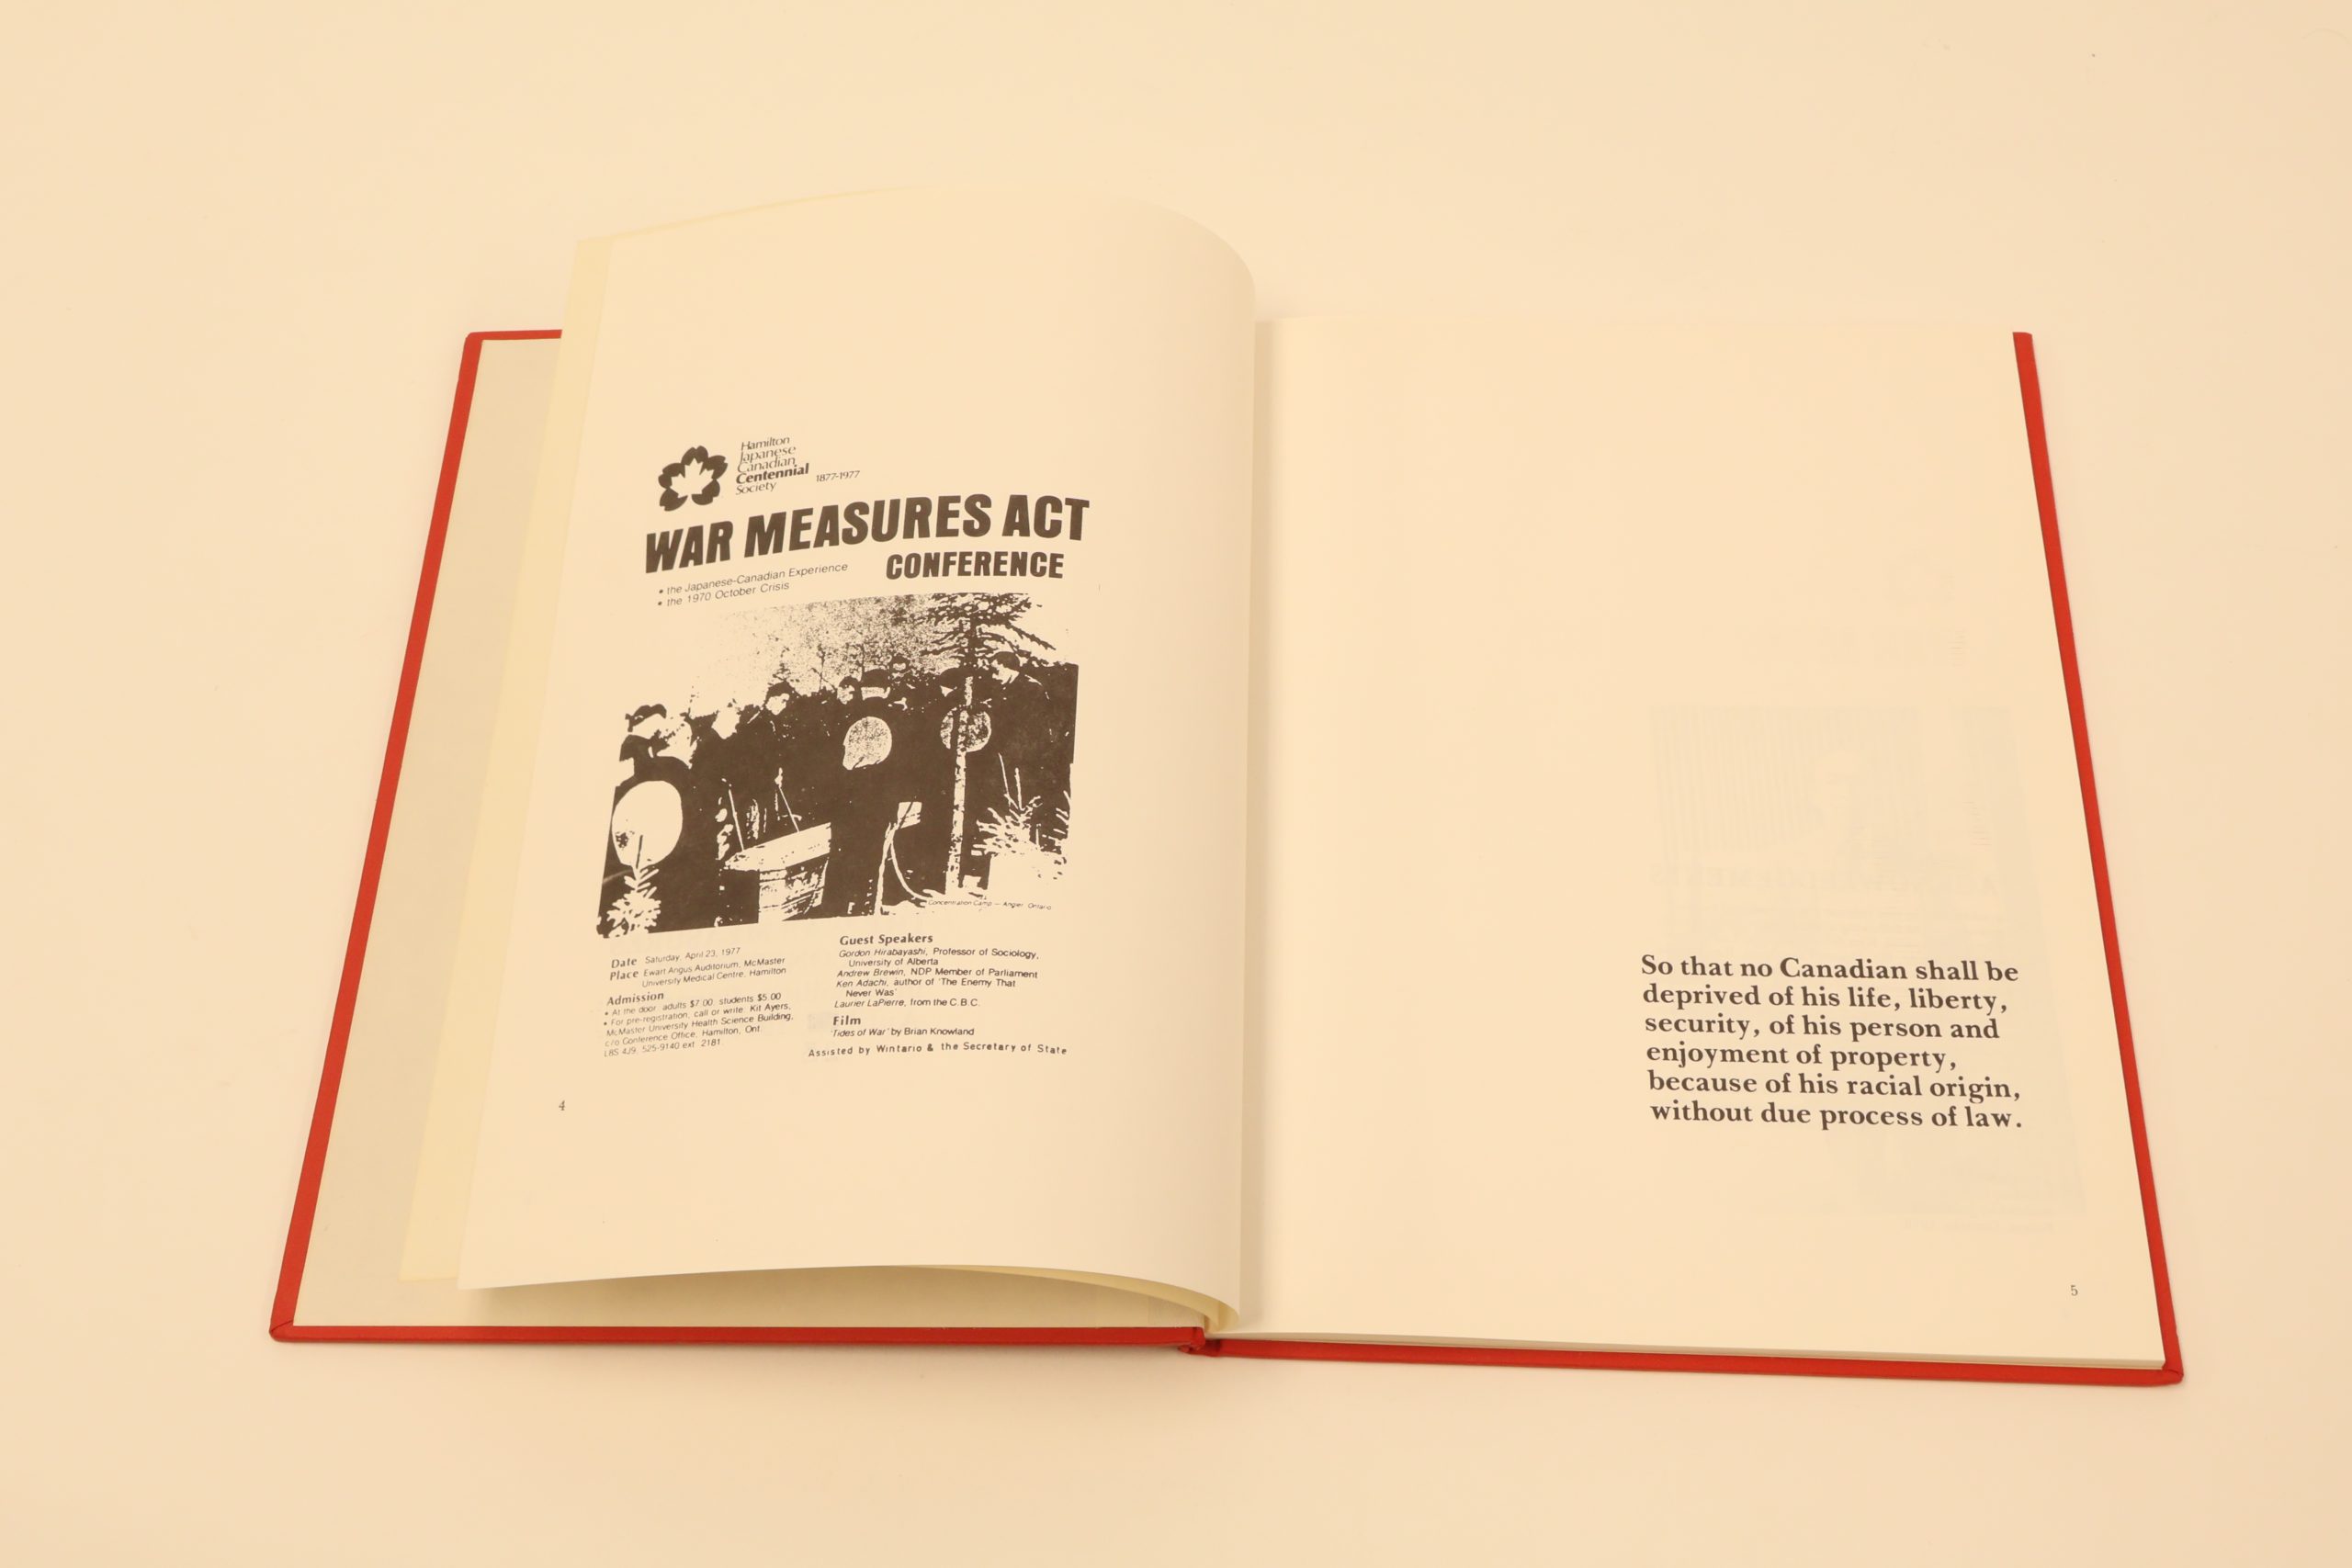 Hamilton
Japanese
Canadian
Centennial
Society 1877-1977
WAR MEASURES ACT
CONFERENCE
• the Japanese-Canadian Experience
• the 1970 October Crisis
Concentration Camp — Angler, Ontario
Date Saturday, April 23, 1977
Place Ewart Angus Auditorium, McMaster
University Medical Centre, Hamilton
Admission
• At the door: adults $7.00 students $5.00
• For pre-registration, call or write: Kit Ayers,
McMaster University Health Science Building,
c/o Conference Office, Hamilton, Ont.
L8S 4J9, 525-9140 ext. 2181.
Guest Speakers
Gordon Hirabayashi, Professor of Sociology,
University of Alberta
Andrew Brewin, NDP Member of Parliament
Ken Adachi, author of 'The Enemy That
Never Was'
Laurier LaPierre, from the C.B.C.
Film
'Tides of War' by Brian Knowland
Assisted by Wintario & the Secretary of State
4
So that no Canadian shall be
deprived of his life, liberty,
security, of his person and
enjoyment of property,
because of his racial origin,
without due process of law.
5